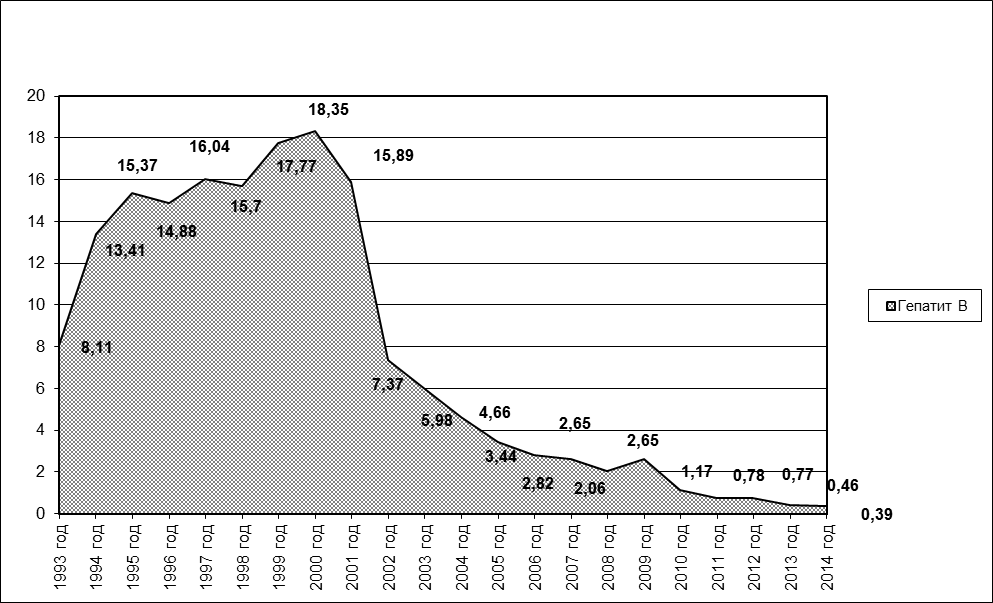 20
18
16
14
12
10
8
6
4
2
0
8,11
13,41
15,37
14,88
16,04
15,7
17,77
18,35
15,89
7,37
5,98
4,66
3,44
2,82
2,65
2,06
2,65
1,17
0,78
0,77
0,46
0,39
1993 год
1994 год
1995 год
1996 год
1997 год
1998 год
1999 год
2000 год
2001 год
2002 год
2003 год
2004 год
2005 год
2006 год
2007 год
2008 год
2009 год
2010 год
2011 год
2012 год
2013 год
2014 год
Гепатит В